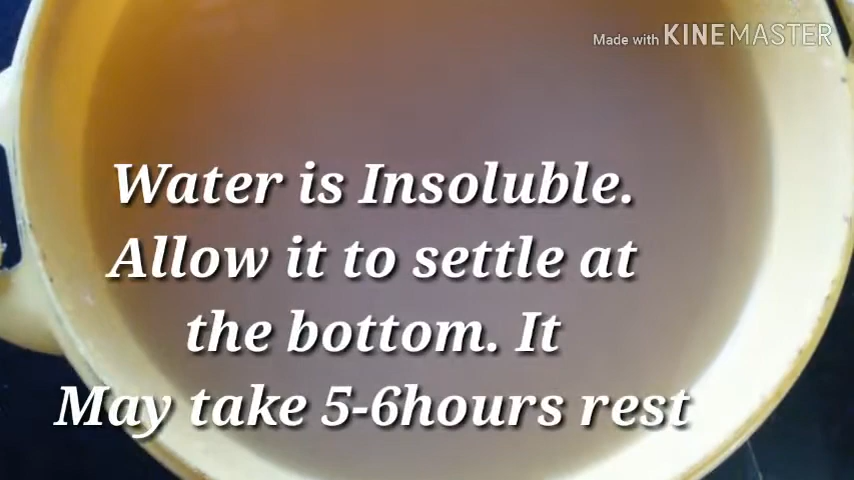 Made with KINEMASTER
Water is Insoluble.
Allow it to settle at
the bottom. It
May take 5-6hours rest